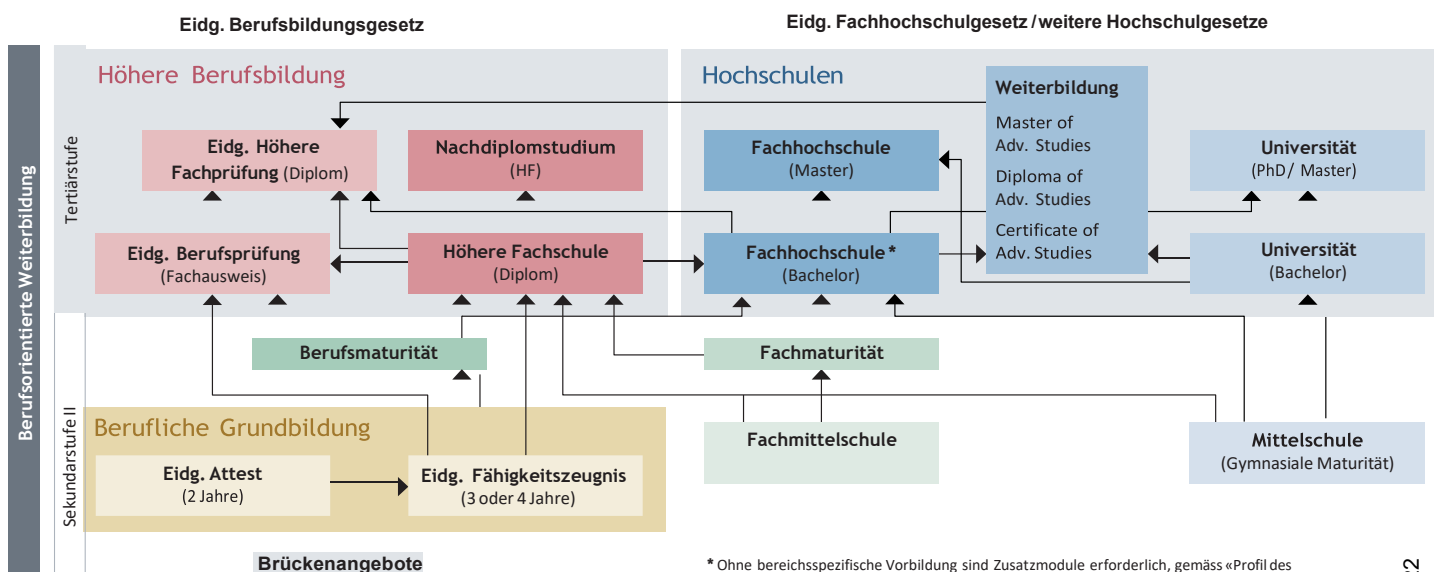 Eidg. Berufsbildungsgesetz
Eidg. Fachhochschulgesetz / weitere Hochschulgesetze
Berufsorientierte Weiterbildung
Tertiärstufe
Höhere Berufsbildung
Hochschulen
Weiterbildung
Master of
Adv. Studies
Diploma of
Adv. Studies
Certificate of
Adv. Studies
Eidg. Höhere
Fachprüfung (Diplom)
Nachdiplomstudium
(HF)
Fachhochschule
(Master)
Universität
(PhD/ Master)
Eidg. Berufsprüfung
(Fachausweis)
Höhere Fachschule
(Diplom)
Fachhochschule *
(Bachelor)
Universität
(Bachelor)
Sekundarstufe II
Berufsmaturität
Fachmaturität
Berufliche Grundbildung
Eidg. Attest
(2 Jahre)
Eidg. Fähigkeitszeugnis
(3 oder 4 Jahre)
Fachmittelschule
Mittelschule
(Gymnasiale Maturität)
Brückenangebote
* Ohne bereichsspezifische Vorbildung sind Zusatzmodule erforderlich, gemäss «Profil des